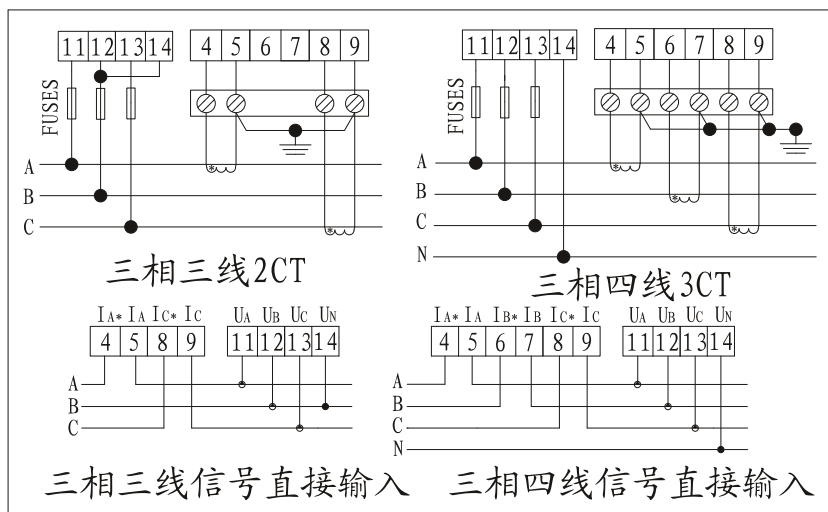 11 12 13 14 4 5 6 7 8 9
FUSES
A
B
C
三相三线2CT
11 12 13 14 4 5 6 7 8 9
FUSES
A
B
C
N
三相四线3CT
IA* IA IC* IC UA UB UC UN
4 5 8 9 11 12 13 14
A
B
C
三相三线信号直接输入
IA* IA IB* IB IC* IC UA UB UC UN
4 5 6 7 8 9 11 12 13 14
A
B
C
N
三相四线信号直接输入